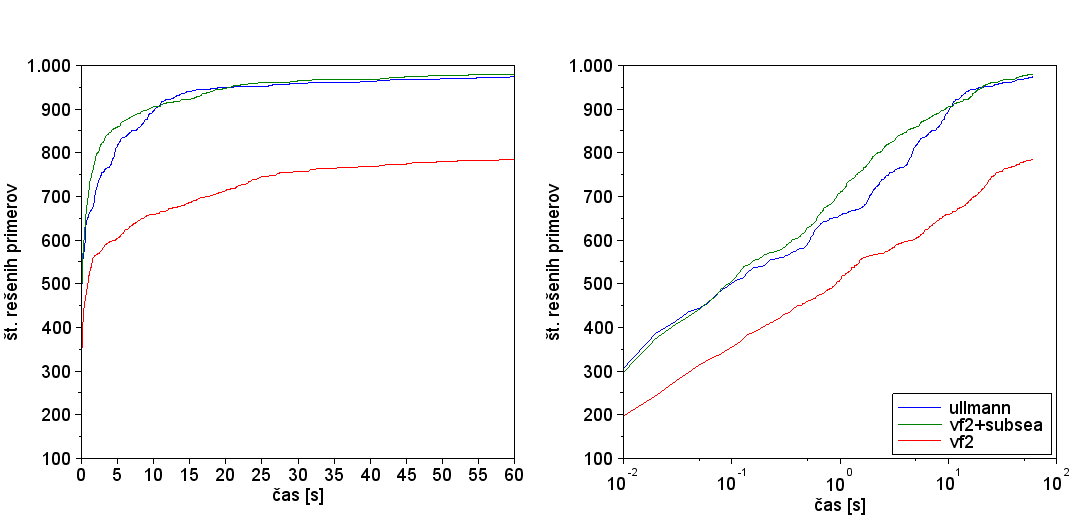 1.000
900
800
700
600
500
400
300
200
100
0 5 10 15 20 25 30 35 40 45 50 55 60
čas [s]
št. rešenih primerov
1.000
900
800
700
600
500
400
300
200
100
10^-2 10^-1 10^0 10^1 10^2
čas [s]
št. rešenih primerov
ullmann
vf2+subsea
vf2